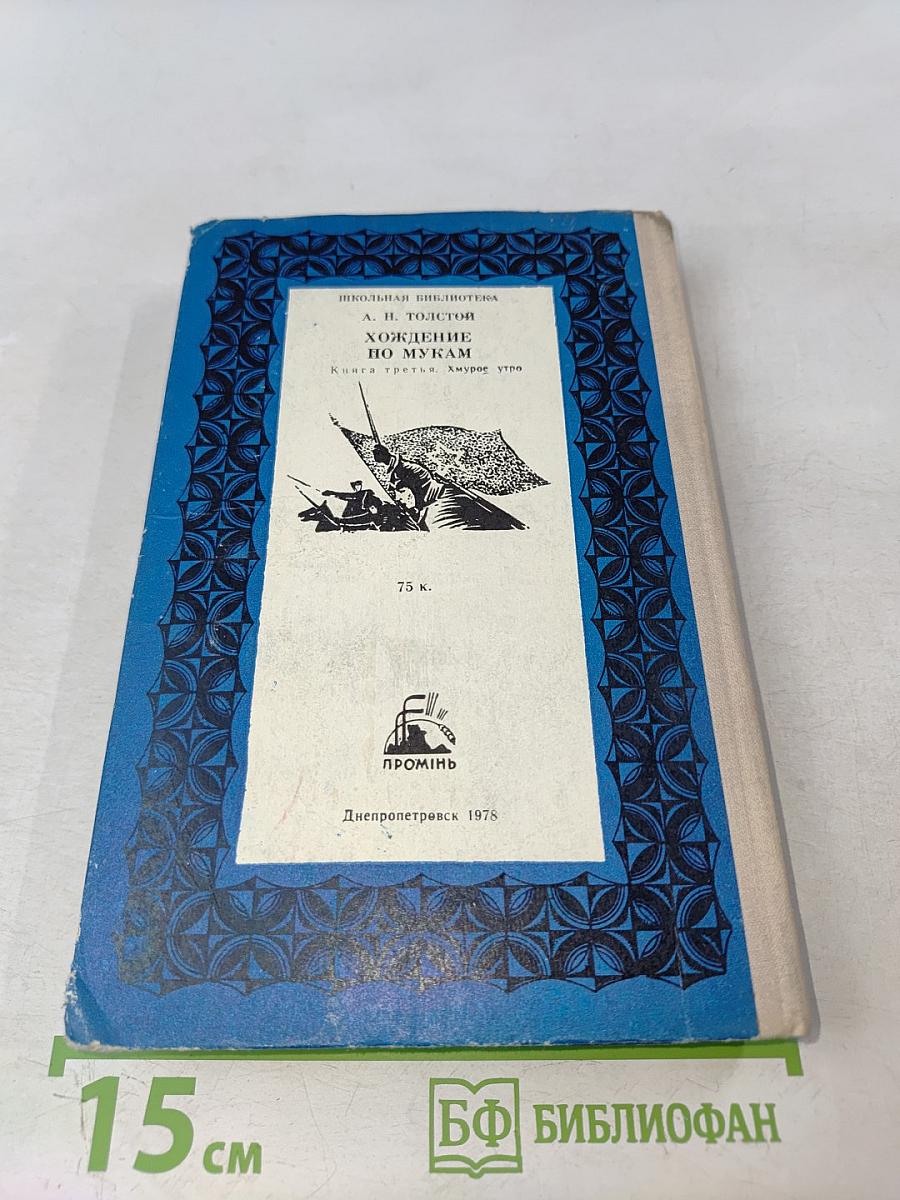 ШКОЛЬНАЯ БИБЛИОТЕКА
А. Н. ТОЛСТОЙ
ХОЖДЕНИЕ
ПО МУКАМ
Книга третья. Хмурое утро
75 к.
ПРОМІНЬ
Днепропетровск 1978
15 см
БФ БИБЛИОФАН